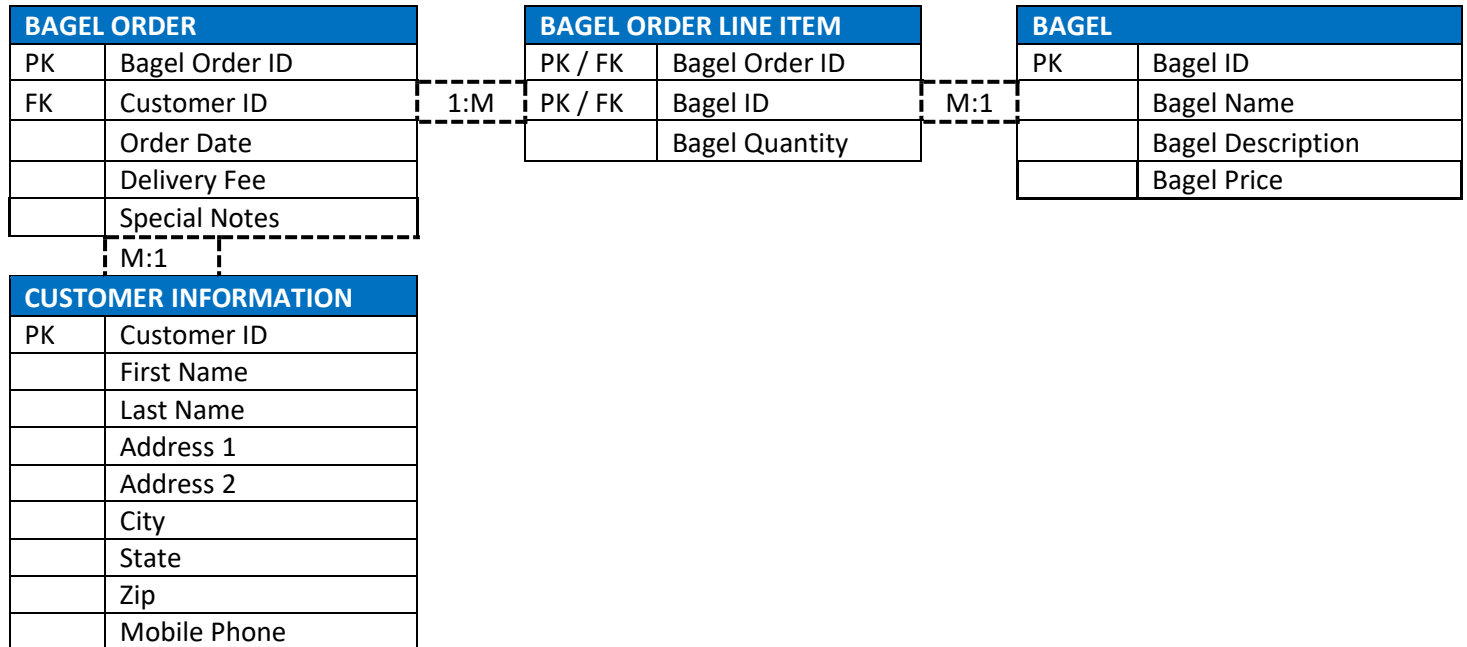 BAGEL ORDER
PK Bagel Order ID
FK Customer ID
Order Date
Delivery Fee
Special Notes
1:M
BAGEL ORDER LINE ITEM
PK / FK Bagel Order ID
PK / FK Bagel ID
Bagel Quantity
M:1
BAGEL
PK Bagel ID
Bagel Name
Bagel Description
Bagel Price
M:1
CUSTOMER INFORMATION
PK Customer ID
First Name
Last Name
Address 1
Address 2
City
State
Zip
Mobile Phone